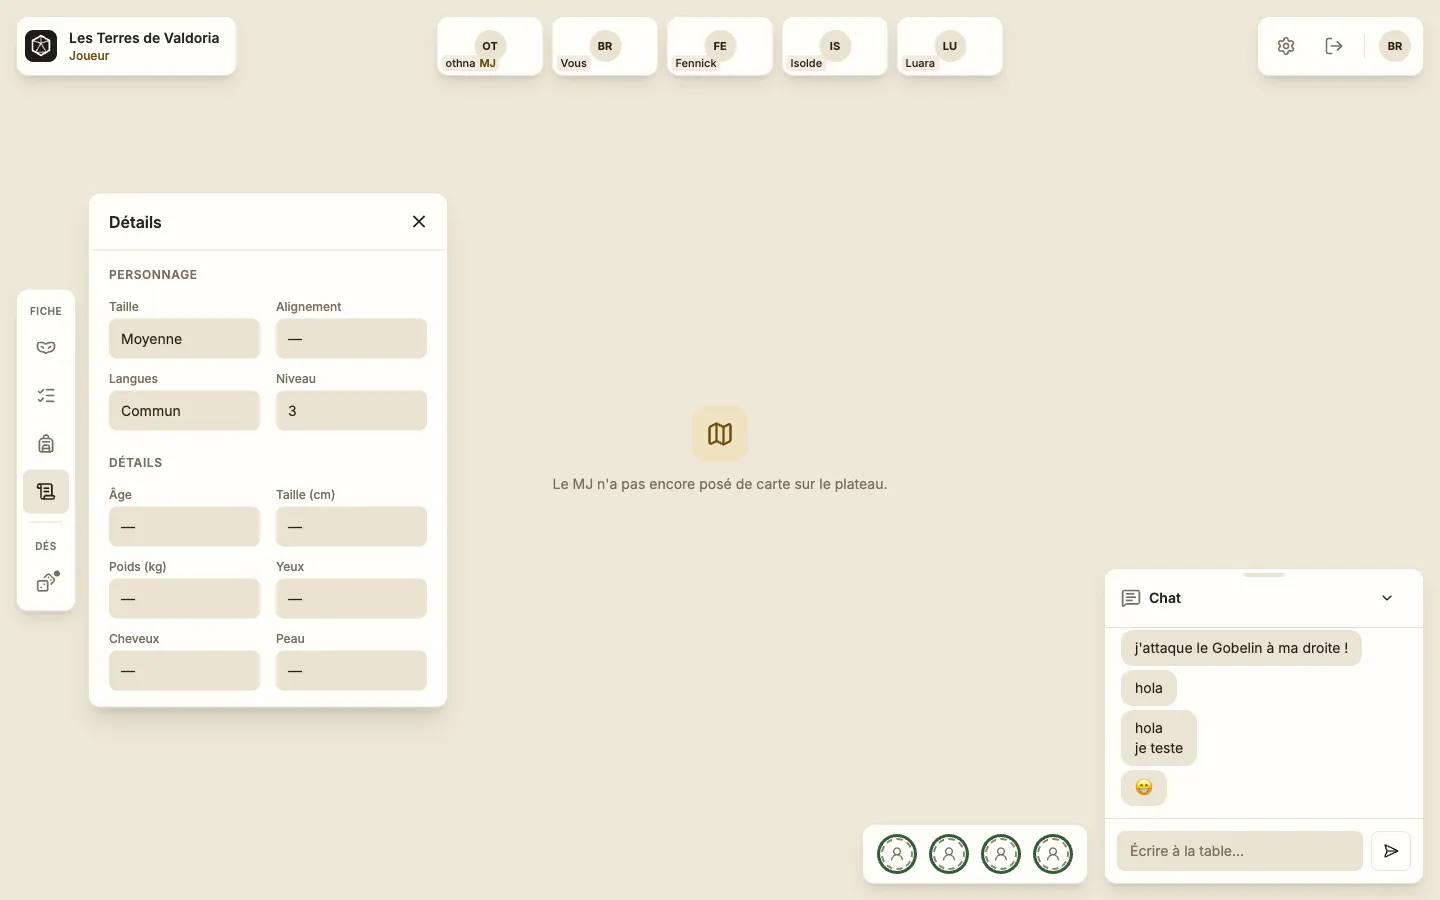 Les Terres de Valdoria
Joueur
OT
othna MJ
BR
Vous
FE
Fennick
IS
Isolde
LU
Luara
BR
Détails
PERSONNAGE
Taille
Alignement
Moyenne
—
Langues
Niveau
Commun
3
DÉTAILS
Âge
Taille (cm)
—
—
Poids (kg)
Yeux
—
—
Cheveux
Peau
—
—
FICHE
DÉS
Le MJ n'a pas encore posé de carte sur le plateau.
Chat
j'attaque le Gobelin à ma droite !
hola
hola
je teste
😁
Écrire à la table...